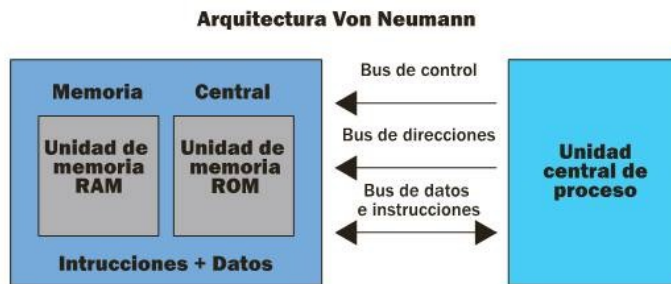 Arquitectura Von Neumann
Memoria Central
Unidad de
memoria
RAM
Unidad de
memoria
ROM
Intrucciones + Datos
Bus de control
Bus de direcciones
Bus de datos
e instrucciones
Unidad
central de
proceso